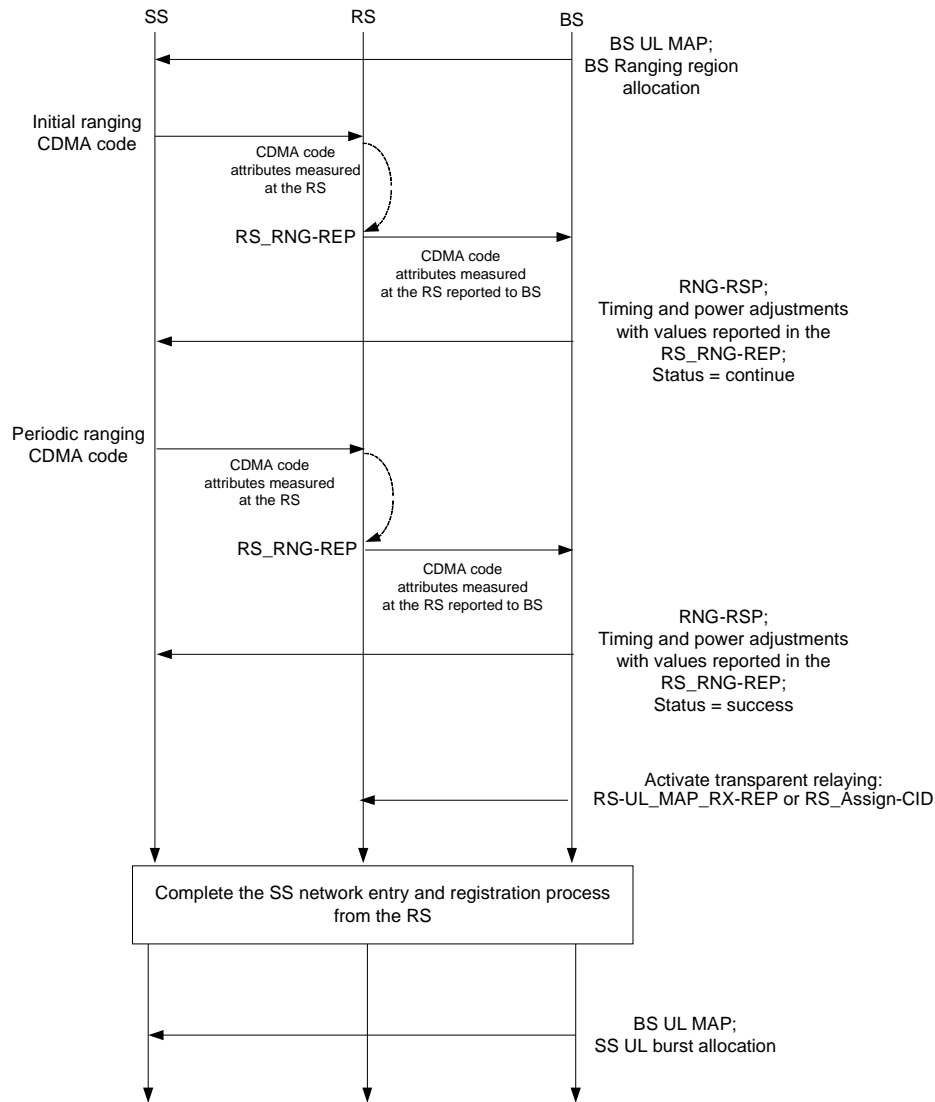 SS
RS
BS
BS UL MAP;
BS Ranging region
allocation
Initial ranging
CDMA code
CDMA code
attributes measured
at the RS
RS_RNG-REP
CDMA code
attributes measured
at the RS reported to BS
RNG-RSP;
Timing and power adjustments
with values reported in the
RS_RNG-REP;
Status = continue
Periodic ranging
CDMA code
CDMA code
attributes measured
at the RS
RS_RNG-REP
CDMA code
attributes measured
at the RS reported to BS
RNG-RSP;
Timing and power adjustments
with values reported in the
RS_RNG-REP;
Status = success
Activate transparent relaying:
RS-UL_MAP_RX-REP or RS_Assign-CID
Complete the SS network entry and registration process
from the RS
BS UL MAP;
SS UL burst allocation